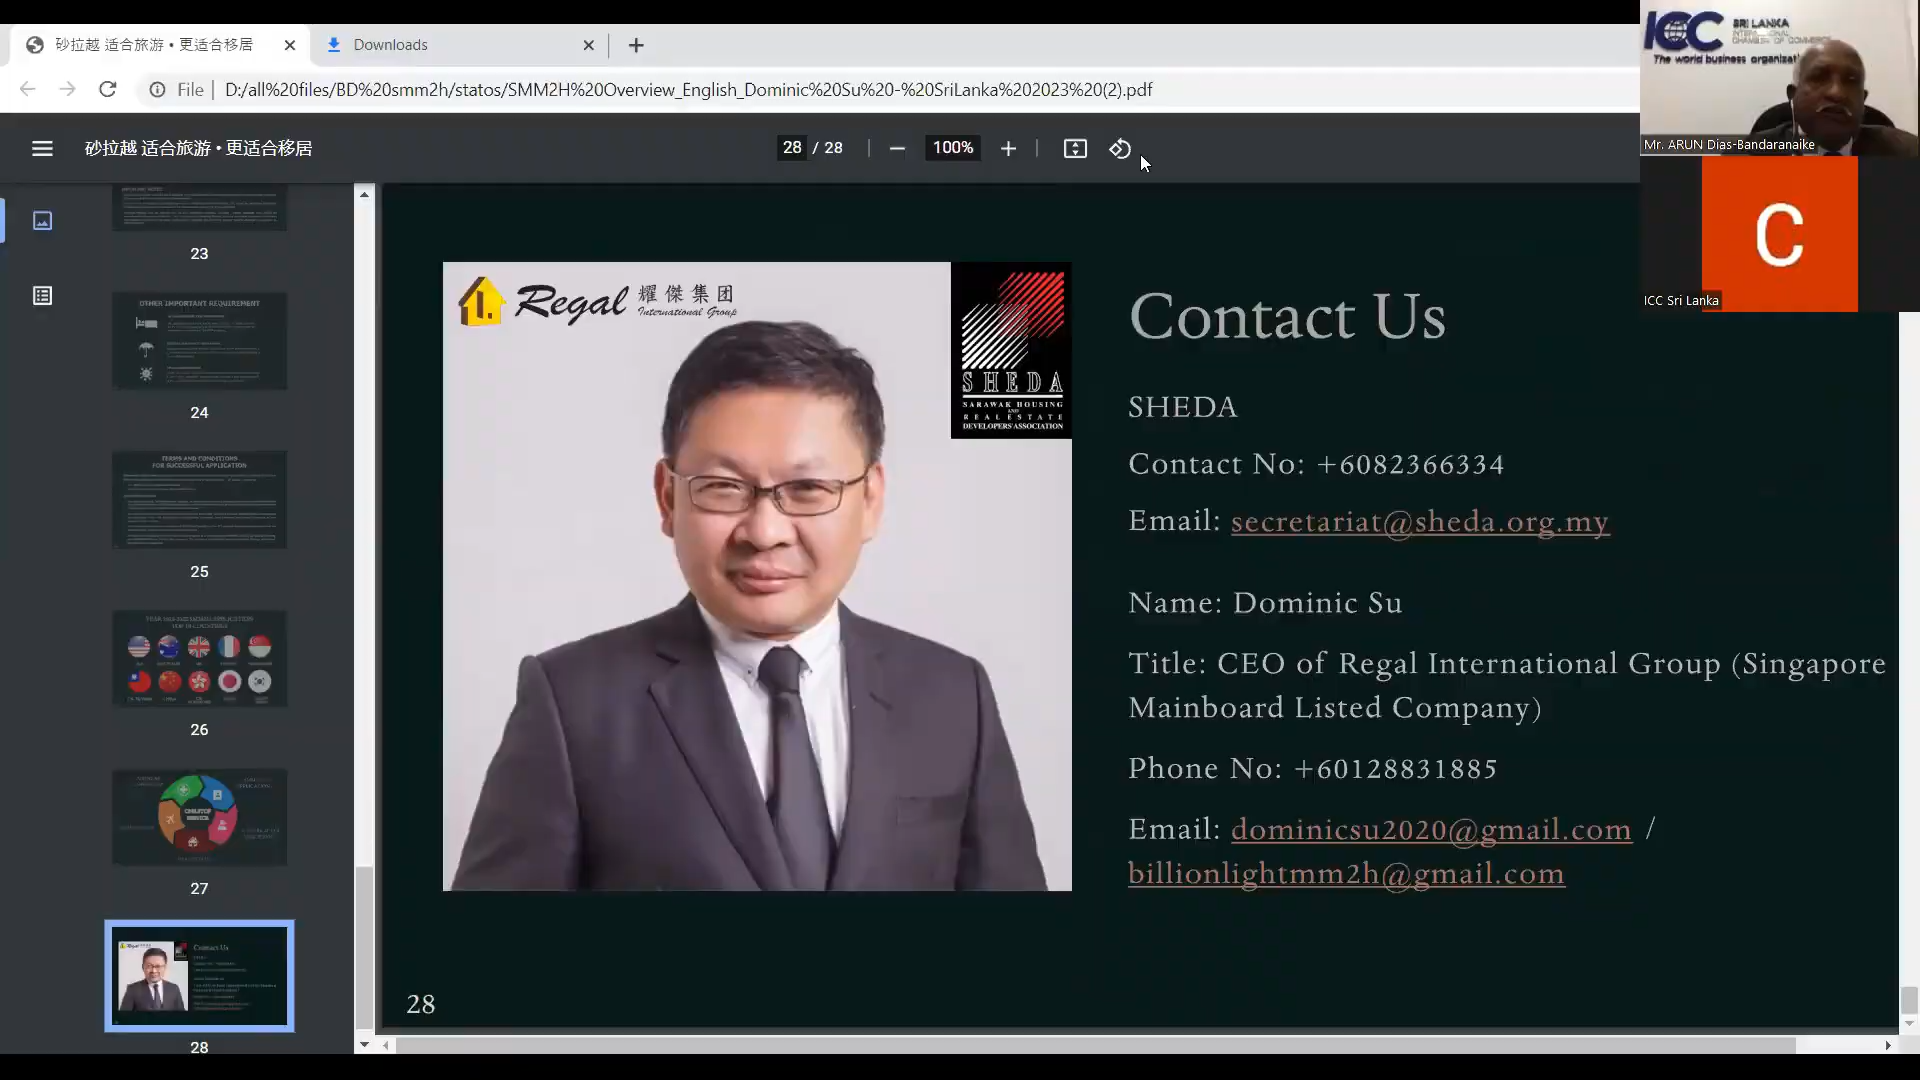 砂拉越 适合旅游 • 更适合移居
Downloads
File
D:/all%20files/BD%20smm2h/statos/SMM2H%20Overview_English_Dominic%20Su%20-%20SriLanka%202023%20(2).pdf
砂拉越 适合旅游 • 更适合移居
28 / 28
100%
ICC SRI LANKA
INTERNATIONAL
CHAMBER OF COMMERCE
The world business organizati
Mr. ARUN Dias-Bandaranaike
C
ICC Sri Lanka
23
OTHER IMPORTANT REQUIREMENT
24
TERMS AND CONDITIONS
FOR SUCCESSFUL APPLICATION
25
26
27
28
Regal 耀傑集团
International Group
SHEDA
SARAWAK HOUSING
AND
REAL ESTATE
DEVELOPERS' ASSOCIATION
Contact Us
SHEDA
Contact No: +6082366334
Email: secretariat@sheda.org.my
Name: Dominic Su
Title: CEO of Regal International Group (Singapore
Mainboard Listed Company)
Phone No: +60128831885
Email: dominicsu2020@gmail.com /
billionlightmm2h@gmail.com
28